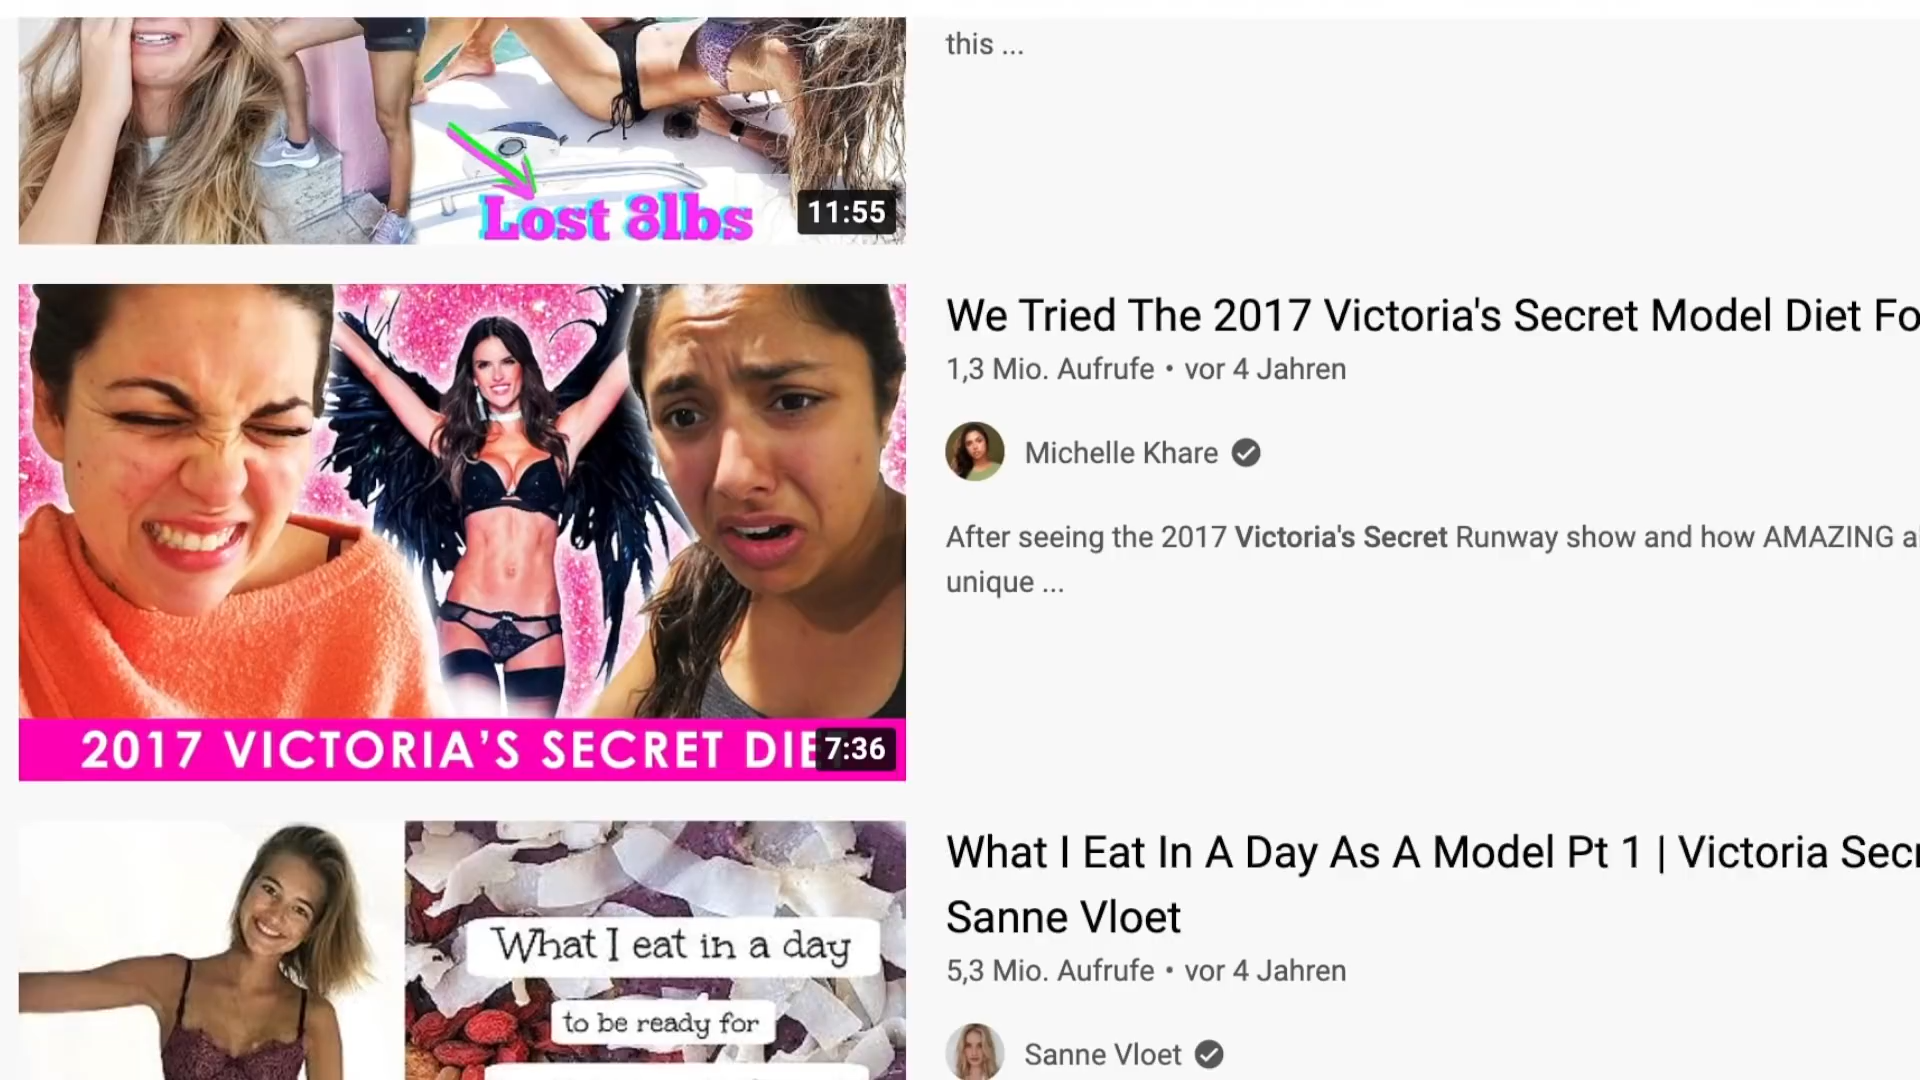 this ...
Lost 8lbs
11:55
We Tried The 2017 Victoria's Secret Model Diet Fo
1,3 Mio. Aufrufe • vor 4 Jahren
Michelle Khare
After seeing the 2017 Victoria's Secret Runway show and how AMAZING a
unique ...
2017 VICTORIA'S SECRET DIE
7:36
What I Eat In A Day As A Model Pt 1 | Victoria Secr
Sanne Vloet
5,3 Mio. Aufrufe • vor 4 Jahren
Sanne Vloet
What I eat in a day
to be ready for